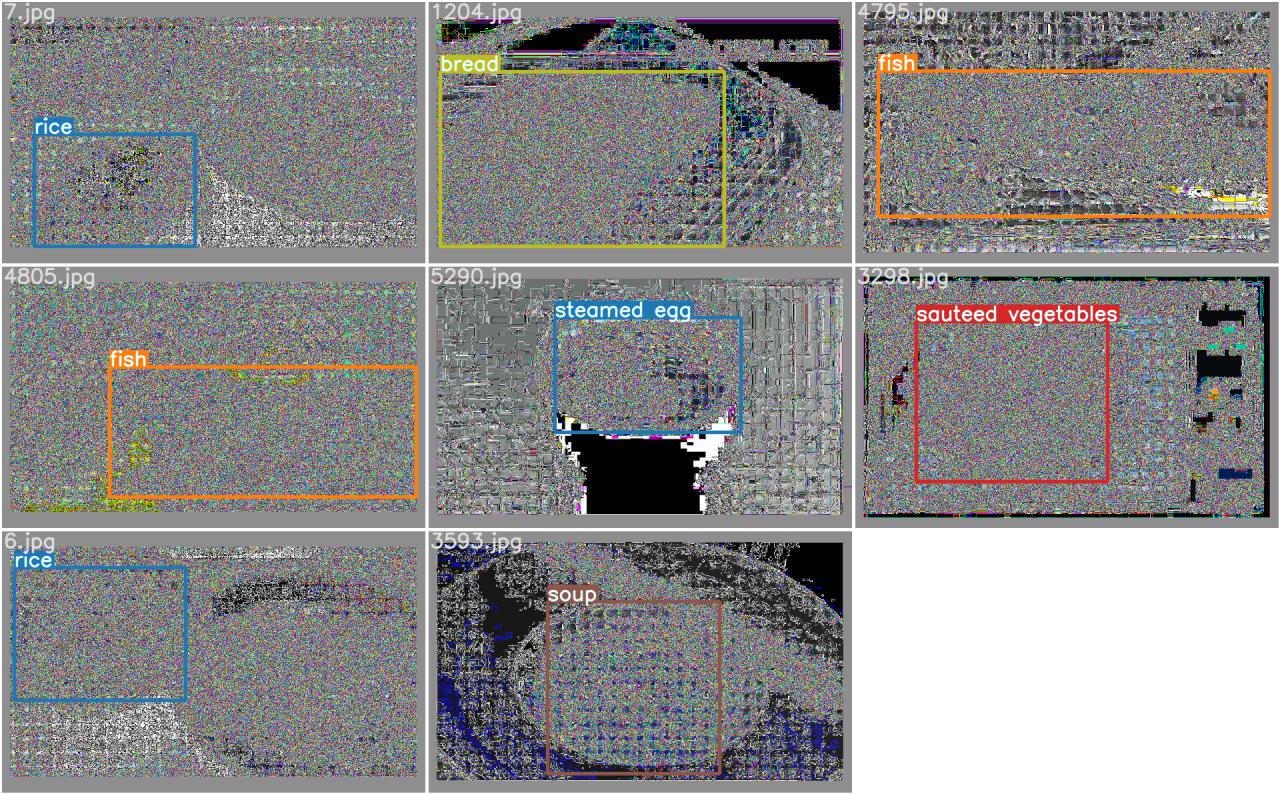 7.jpg
rice
1204.jpg
bread
4795.jpg
fish
4805.jpg
fish
5290.jpg
steamed egg
3298.jpg
sauteed vegetables
6.jpg
rice
3593.jpg
soup